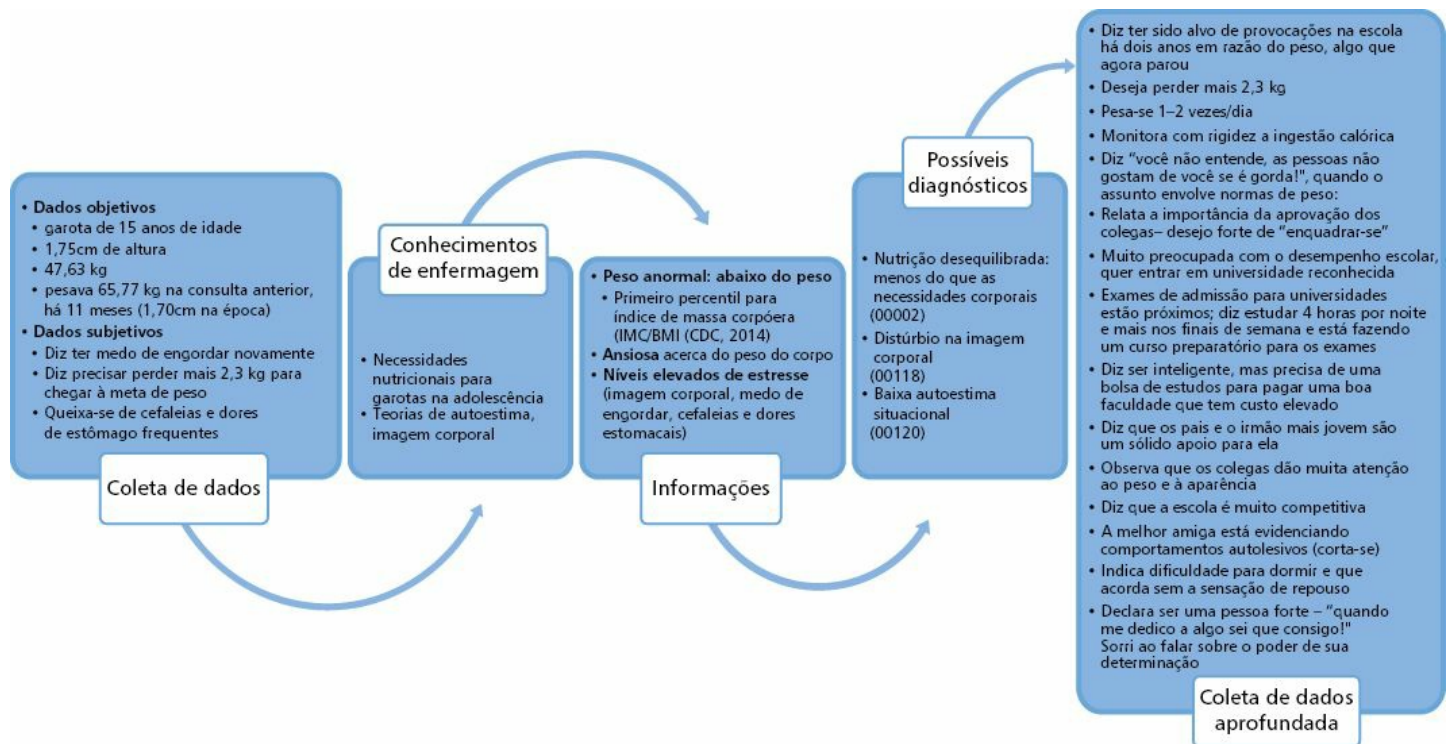 • Dados objetivos
• garota de 15 anos de idade
• 1,75cm de altura
• 47,63 kg
• pesava 65,77 kg na consulta anterior,
há 11 meses (1,70cm na época)
• Dados subjetivos
• Diz ter medo de engordar novamente
• Diz precisar perder mais 2,3 kg para
chegar à meta de peso
• Queixa-se de cefaleias e dores
de estômago frequentes
Coleta de dados
Conhecimentos
de enfermagem
• Necessidades
nutricionais para
garotas na adolescência
• Teorias de autoestima,
imagem corporal
• Peso anormal: abaixo do peso
• Primeiro percentil para
índice de massa corpóera
(IMC/BMI (CDC, 2014)
• Ansiosa acerca do peso do corpo
• Níveis elevados de estresse
(imagem corporal, medo de
engordar, cefaleias e dores
estomacais)
Informações
Possíveis
diagnósticos
• Nutrição desequilibrada:
menos do que as
necessidades corporais
(00002)
• Distúrbio na imagem
corporal
(00118)
• Baixa autoestima
situacional
(00120)
• Diz ter sido alvo de provocações na escola
há dois anos em razão do peso, algo que
agora parou
• Deseja perder mais 2,3 kg
• Pesa-se 1–2 vezes/dia
• Monitora com rigidez a ingestão calórica
• Diz “você não entende, as pessoas não
gostam de você se é gorda!", quando o
assunto envolve normas de peso:
• Relata a importância da aprovação dos
colegas– desejo forte de “enquadrar-se”
• Muito preocupada com o desempenho escolar,
quer entrar em universidade reconhecida
• Exames de admissão para universidades
estão próximos; diz estudar 4 horas por noite
e mais nos finais de semana e está fazendo
um curso preparatório para os exames
• Diz ser inteligente, mas precisa de uma
bolsa de estudos para pagar uma boa
faculdade que tem custo elevado
• Diz que os pais e o irmão mais jovem são
um sólido apoio para ela
• Observa que os colegas dão muita atenção
ao peso e à aparência
• Diz que a escola é muito competitiva
• A melhor amiga está evidenciando
comportamentos autolesivos (corta-se)
• Indica dificuldade para dormir e que
acorda sem a sensação de repouso
• Declara ser uma pessoa forte – “quando
me dedico a algo sei que consigo!"
Sorri ao falar sobre o poder de sua
determinação
Coleta de dados
aprofundada